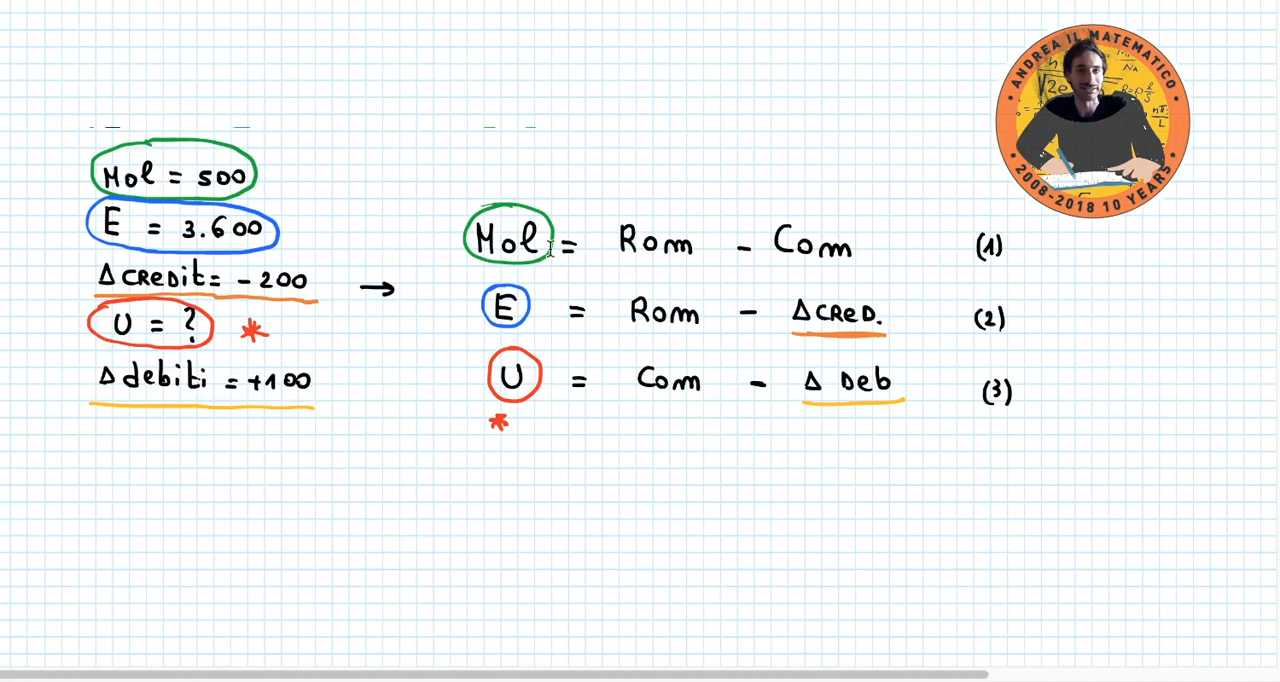 ANDREA IL MATEMATICO
2008-2018 10 YEARS
Mol = 500
E = 3.600
Δ CREDIT = - 200 →
U = ? *
Δ debiti = +100
Mol = Rom - Com (1)
E = Rom - Δ CRED. (2)
U = Com - Δ Deb (3)
*